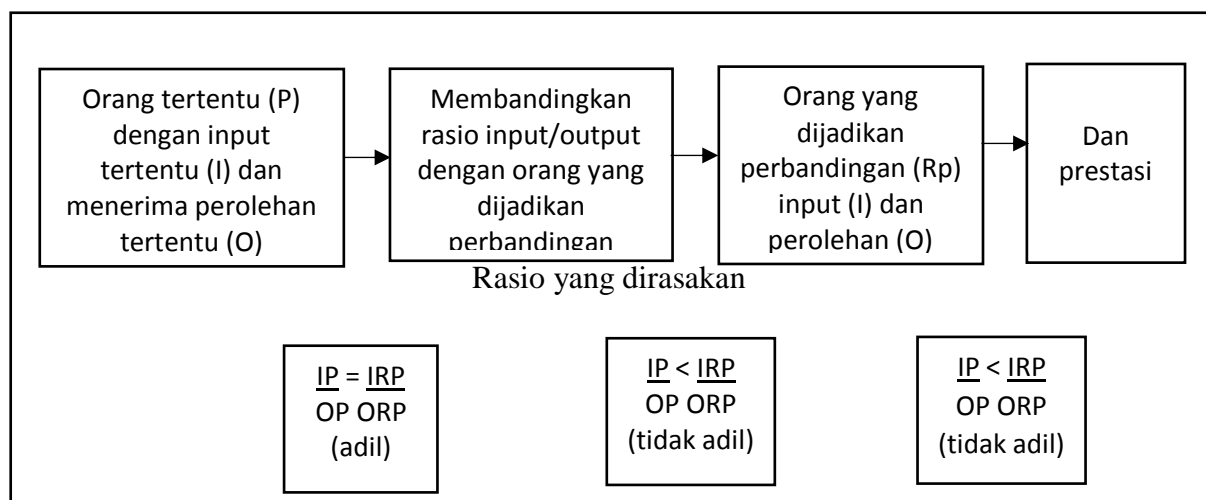 Orang tertentu (P)
dengan input
tertentu (I) dan
menerima perolehan
tertentu (O)
Membandingkan
rasio input/output
dengan orang yang
dijadikan
perbandingan
Orang yang
dijadikan
perbandingan (Rp)
input (I) dan
perolehan (O)
Dan
prestasi
Rasio yang dirasakan
IP = IRP
OP ORP
(adil)
IP < IRP
OP ORP
(tidak adil)
IP < IRP
OP ORP
(tidak adil)